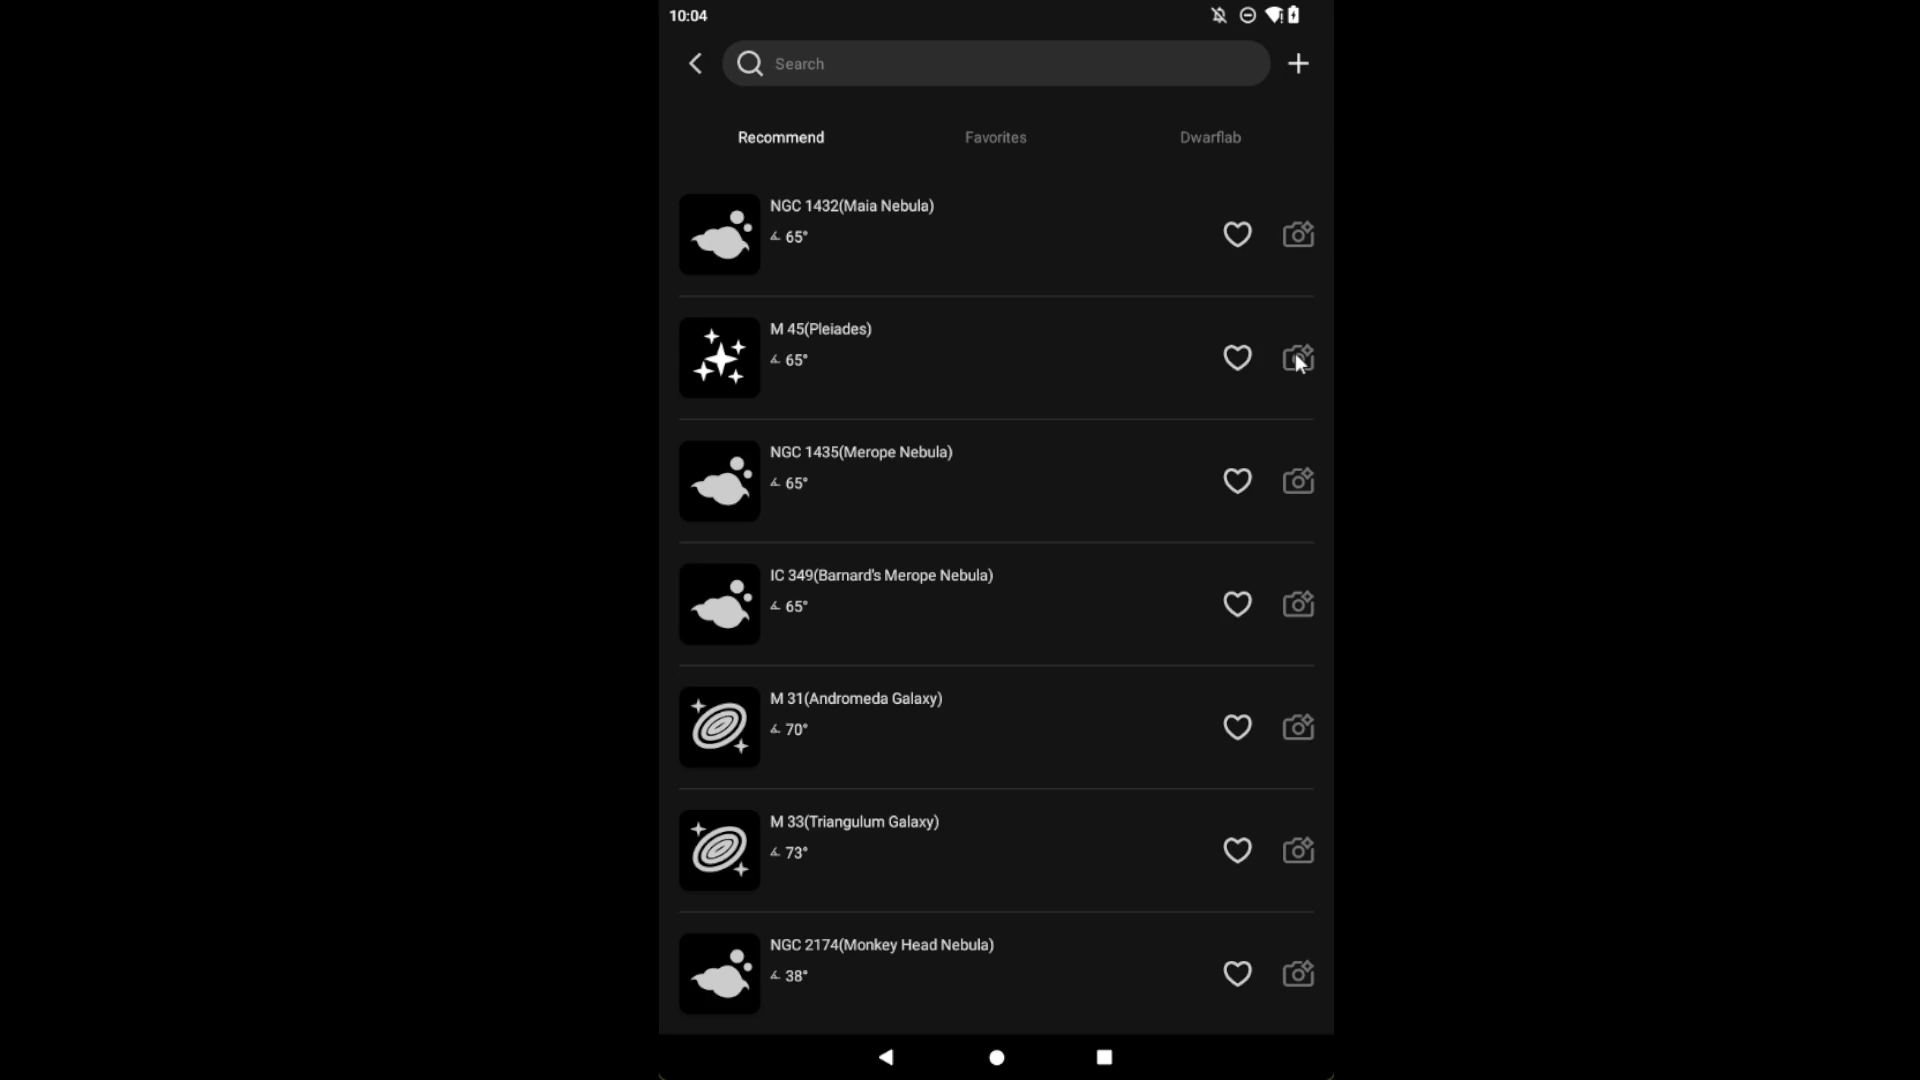 10:04
Search
Recommend Favorites Dwarflab
NGC 1432(Maia Nebula)
65°
M 45(Pleiades)
65°
NGC 1435(Merope Nebula)
65°
IC 349(Barnard's Merope Nebula)
65°
M 31(Andromeda Galaxy)
70°
M 33(Triangulum Galaxy)
73°
NGC 2174(Monkey Head Nebula)
38°